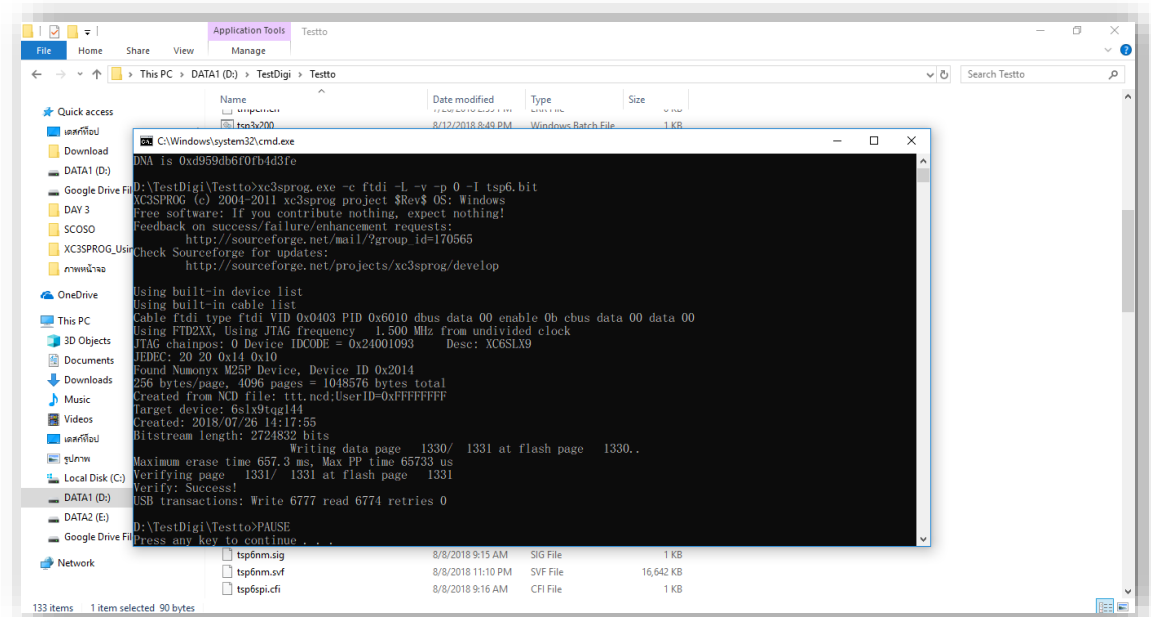 Application Tools Testto
File Home Share View Manage
This PC > DATA1 (D:) > TestDigi > Testto
Search Testto
Name Date modified Type Size
Quick access
เดสก์ท็อป
Download
DATA1 (D:)
Google Drive Fil
DAY 3
SCOSO
XC3SPROG_Usin
ภาพหน้าจอ
OneDrive
This PC
3D Objects
Documents
Downloads
Music
Videos
เดสก์ท็อป
รูปภาพ
Local Disk (C:)
DATA1 (D:)
DATA2 (E:)
Google Drive Fil
Network
tsp3x200 8/12/2018 8:49 PM Windows Batch File 1 KB
C:\Windows\system32\cmd.exe
DNA is 0xd959db6f0fb4d3fe
D:\TestDigi\Testto>xc3sprog.exe -c ftdi -L -v -p 0 -I tsp6.bit
XC3SPROG (c) 2004-2011 xc3sprog project $Rev$ OS: Windows
Free software: If you contribute nothing, expect nothing!
Feedback on success/failure/enhancement requests:
http://sourceforge.net/mail/?group_id=170565
Check Sourceforge for updates:
http://sourceforge.net/projects/xc3sprog/develop
Using built-in device list
Using built-in cable list
Cable ftdi type ftdi VID 0x0403 PID 0x6010 dbus data 00 enable 0b cbus data 00 data 00
Using FTD2XX, Using JTAG frequency 1.500 MHz from undivided clock
JTAG chainpos: 0 Device IDCODE = 0x24001093 Desc: XC6SLX9
JEDEC: 20 20 0x14 0x10
Found Numonyx M25P Device, Device ID 0x2014
256 bytes/page, 4096 pages = 1048576 bytes total
Created from NCD file: ttt.ncd;UserID=0xFFFFFFFF
Target device: 6slx9tqg144
Created: 2018/07/26 14:17:55
Bitstream length: 2724832 bits
Writing data page 1330/ 1331 at flash page 1330..
Maximum erase time 657.3 ms, Max PP time 65733 us
Verifying page 1331/ 1331 at flash page 1331
Verify: Success!
USB transactions: Write 6777 read 6774 retries 0
D:\TestDigi\Testto>PAUSE
Press any key to continue . . .
tsp6nm.sig 8/8/2018 9:15 AM SIG File 1 KB
tsp6nm.svf 8/8/2018 11:10 PM SVF File 16,642 KB
tsp6spi.cfi 8/8/2018 9:16 AM CFI File 1 KB
133 items 1 item selected 90 bytes